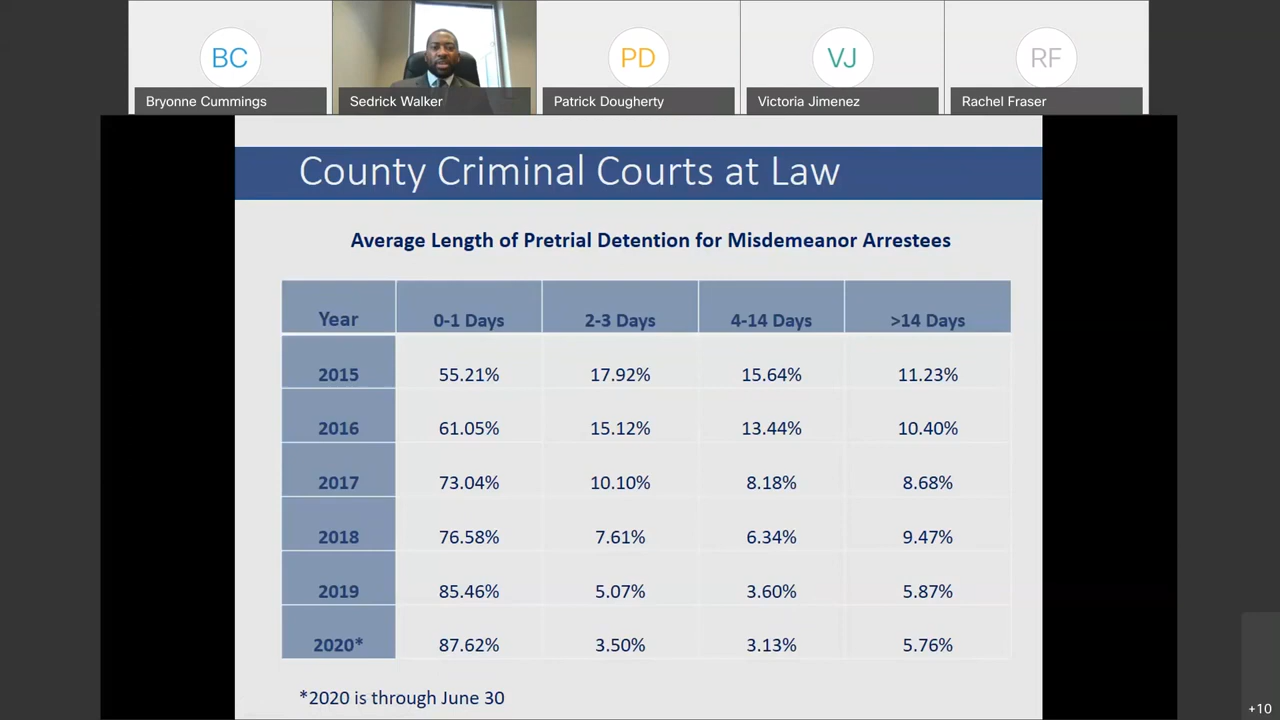 BC PD VJ RF
Bryonne Cummings Sedrick Walker Patrick Dougherty Victoria Jimenez Rachel Fraser
County Criminal Courts at Law
Average Length of Pretrial Detention for Misdemeanor Arrestees
Year 0-1 Days 2-3 Days 4-14 Days >14 Days
2015 55.21% 17.92% 15.64% 11.23%
2016 61.05% 15.12% 13.44% 10.40%
2017 73.04% 10.10% 8.18% 8.68%
2018 76.58% 7.61% 6.34% 9.47%
2019 85.46% 5.07% 3.60% 5.87%
2020* 87.62% 3.50% 3.13% 5.76%
*2020 is through June 30
+10